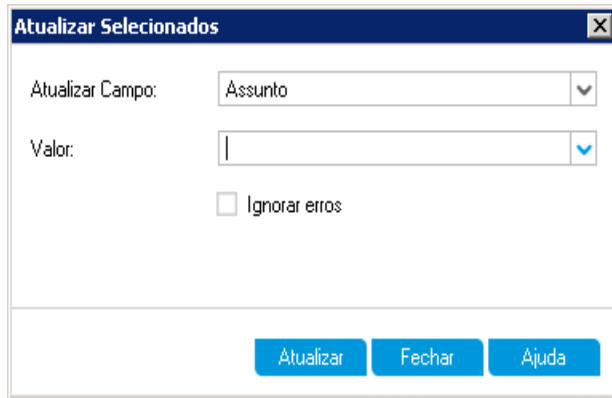 Atualizar Selecionados
Atualizar Campo: Assunto
Valor:
Ignorar erros
Atualizar Fechar Ajuda